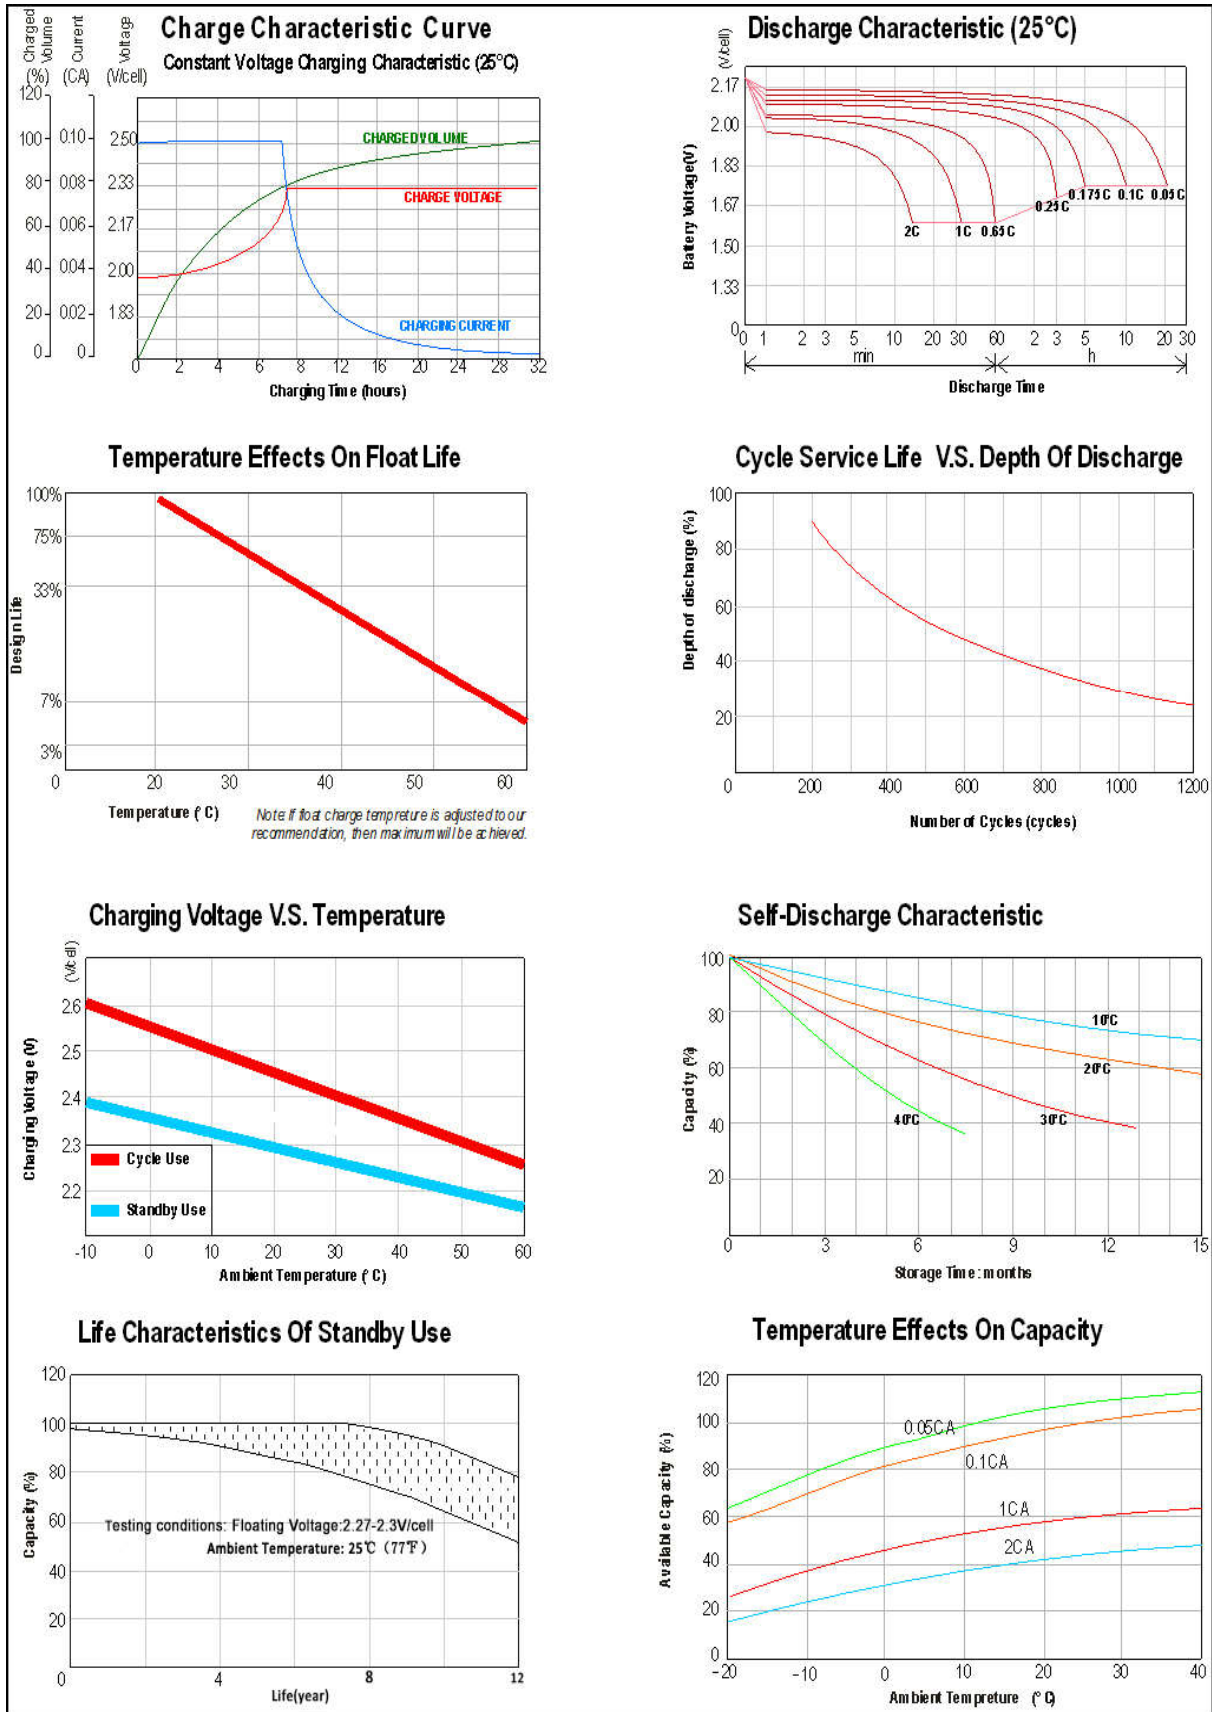 Charge Characteristic Curve
Constant Voltage Charging Characteristic (25°C)
Charged Volume
(%)
Current
(CA)
Voltage
(V/cell)
120
100
80
60
40
20
0
0.10
0.08
0.06
0.04
0.02
0
2.50
2.33
2.17
2.00
1.83
CHARGED VOLUME
CHARGE VOLTAGE
CHARGING CURRENT
0 2 4 6 8 12 16 20 24 28 32
Charging Time (hours)
Discharge Characteristic (25°C)
(V/cell)
Battery Voltage(V)
2.17
2.00
1.83
1.67
1.50
1.33
0
2C 1C 0.65C 0.25C 0.175C 0.1C 0.05C
0 1 2 3 5 10 20 30 60 2 3 5 10 20 30
min h
Discharge Time
Temperature Effects On Float Life
Design Life
100%
75%
33%
7%
3%
0 20 30 40 50 60
Temperature (°C)
Note: If float charge tempreture is adjusted to our
recommendation, then maximum will be achieved.
Cycle Service Life V.S. Depth Of Discharge
Depth of discharge (%)
100
80
60
40
20
0 200 400 600 800 1000 1200
Number of Cycles (cycles)
Charging Voltage V.S. Temperature
(V/cell)
Charging Voltage (V)
2.6
2.5
2.4
2.3
2.2
Cycle Use
Standby Use
-10 0 10 20 30 40 50 60
Ambient Temperature (°C)
Self-Discharge Characteristic
Capacity (%)
100
80
60
40
20
10°C
20°C
30°C
40°C
0 3 6 9 12 15
Storage Time: months
Life Characteristics Of Standby Use
Capacity (%)
120
100
80
60
40
20
Testing conditions: Floating Voltage:2.27-2.3V/cell
Ambient Temperature: 25℃（77℉）
0 4 8 12
Life(year)
Temperature Effects On Capacity
Available Capacity (%)
120
100
80
60
40
20
0
0.05CA
0.1CA
1CA
2CA
-20 -10 0 10 20 30 40
Ambient Tempreture (°C)